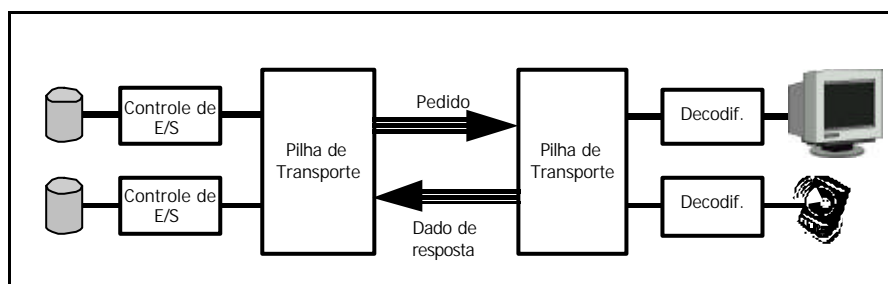 Controle de
E/S
Pilha de
Transporte
Pedido
Pilha de
Transporte
Decodif.
Controle de
E/S
Dado de
resposta
Decodif.